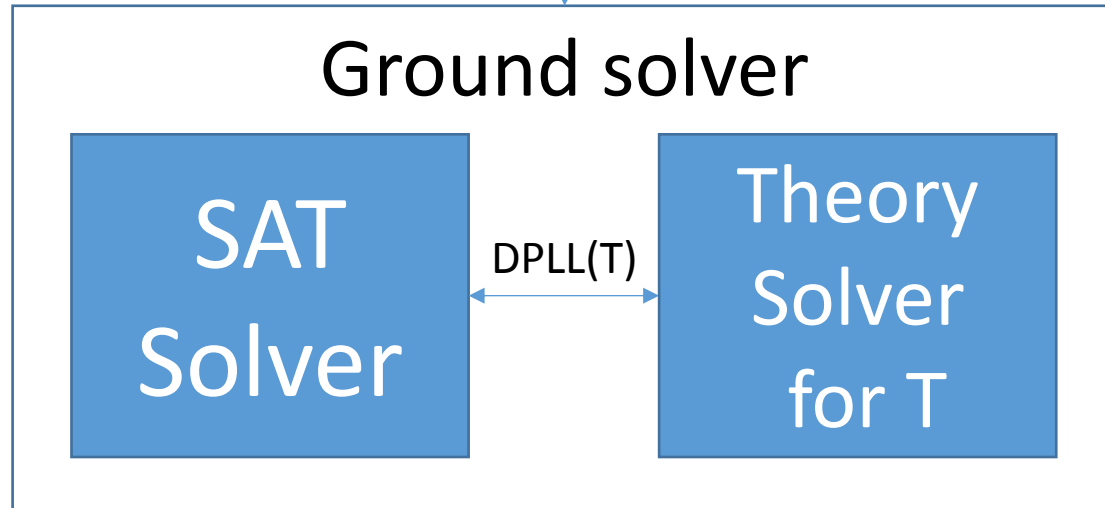 Ground solver
SAT
Solver
DPLL(T)
Theory
Solver
for T